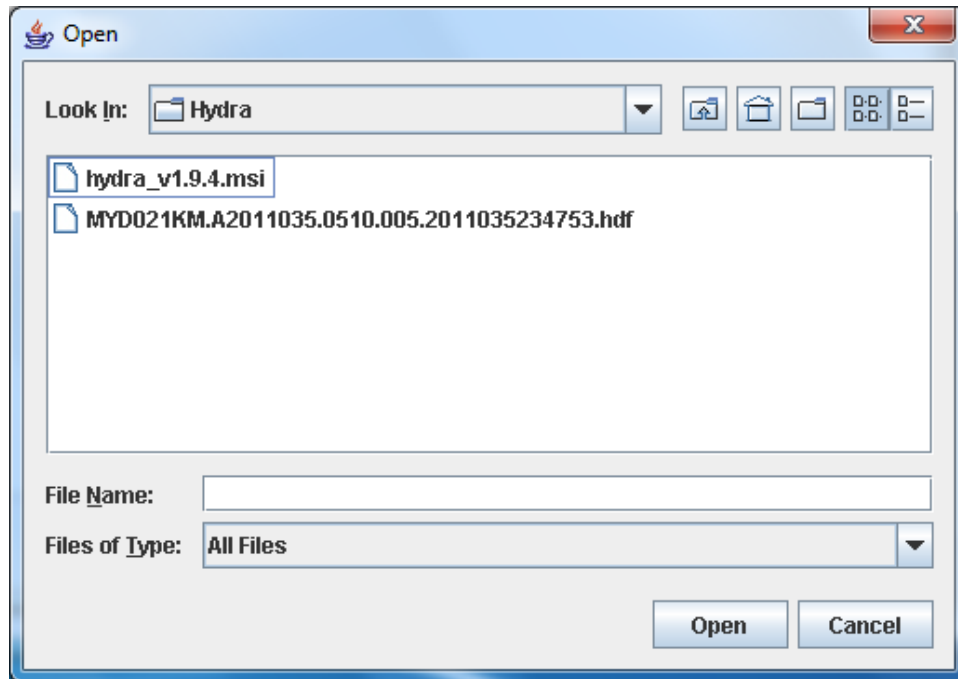 Open
Look In: Hydra
hydra_v1.9.4.msi
MYD021KM.A2011035.0510.005.2011035234753.hdf
File Name:
Files of Type: All Files
Open Cancel